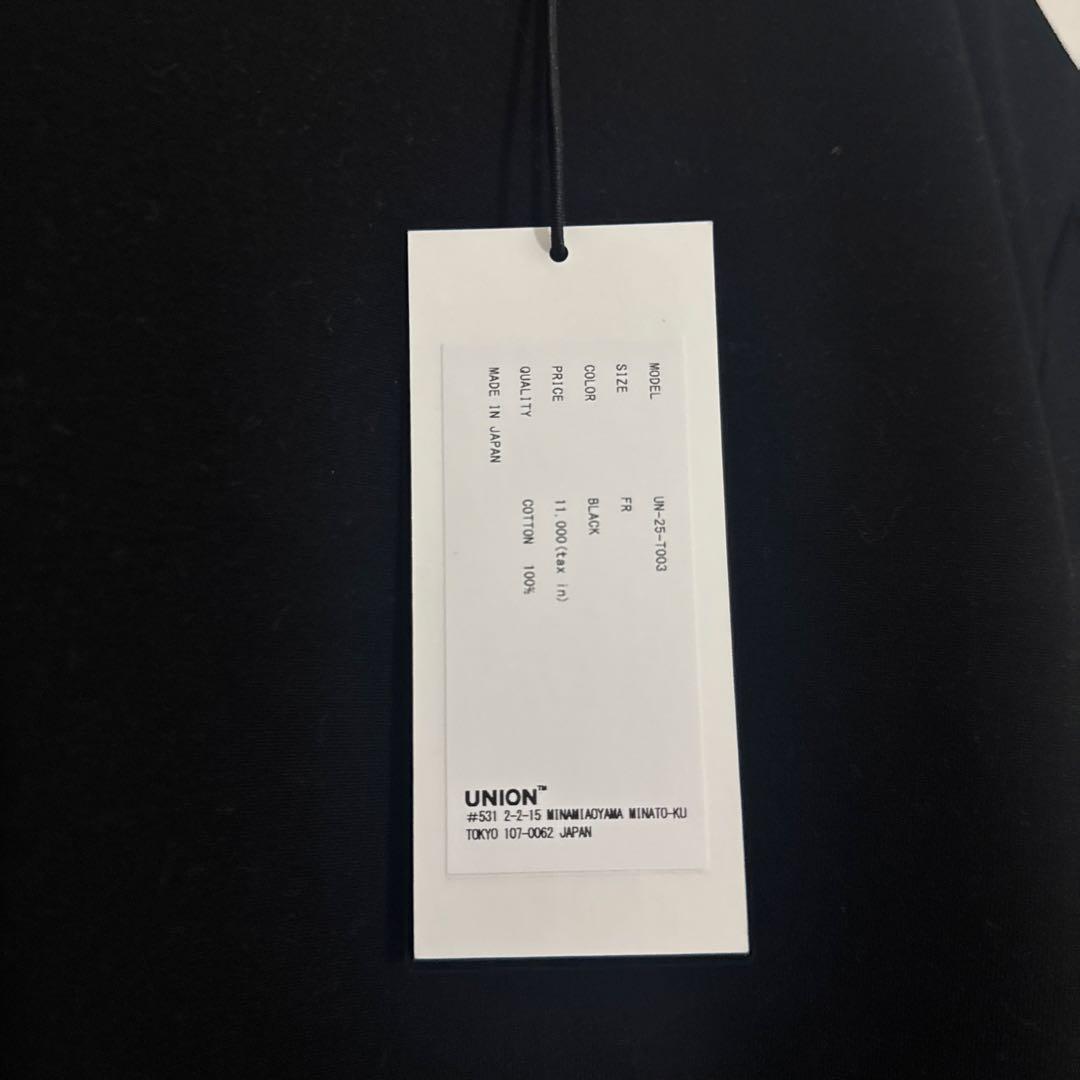 MODEL UN-25-T003
SIZE FR
COLOR BLACK
PRICE 11.000(tax in)
QUALITY COTTON 100%
MADE IN JAPAN
UNION™
#531 2-2-15 MINAMIAOYAMA MINATO-KU
TOKYO 107-0062 JAPAN